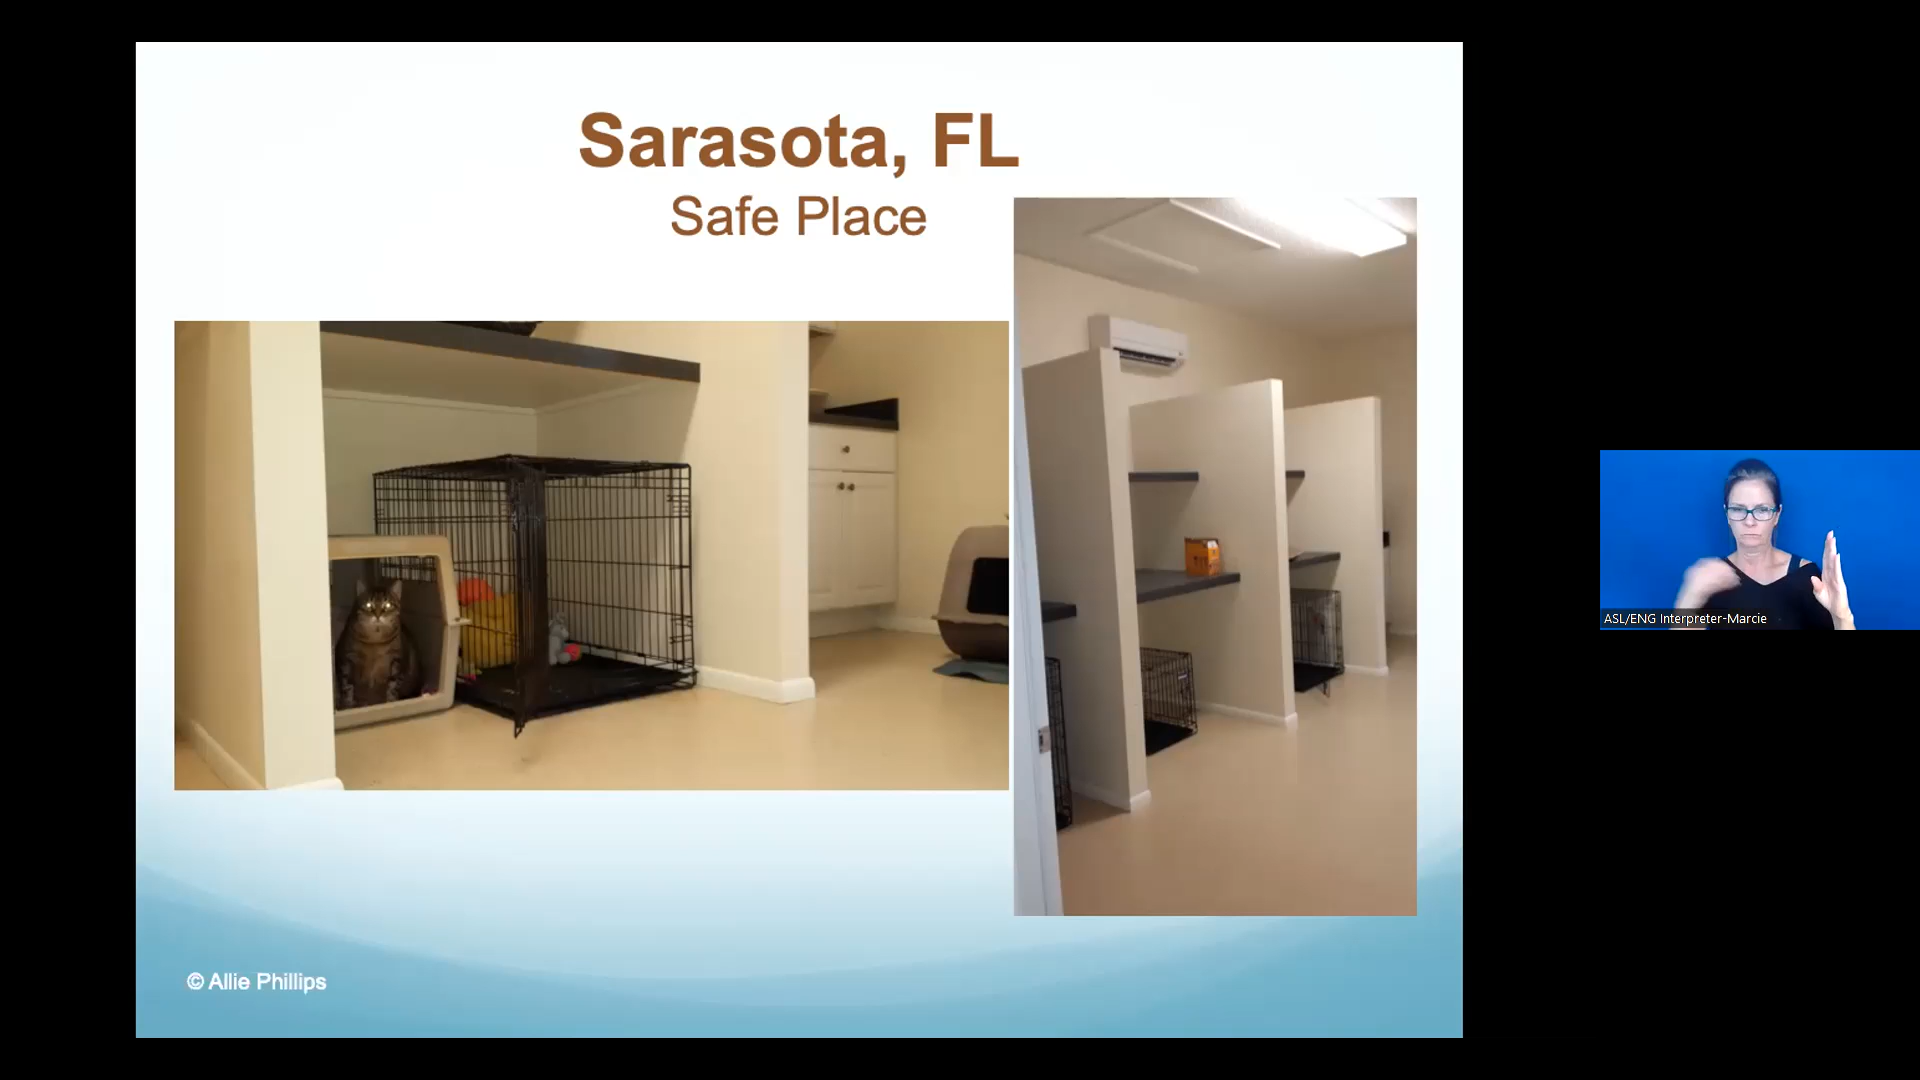 Sarasota, FL
Safe Place
© Allie Phillips
ASL/ENG Interpreter-Marcie